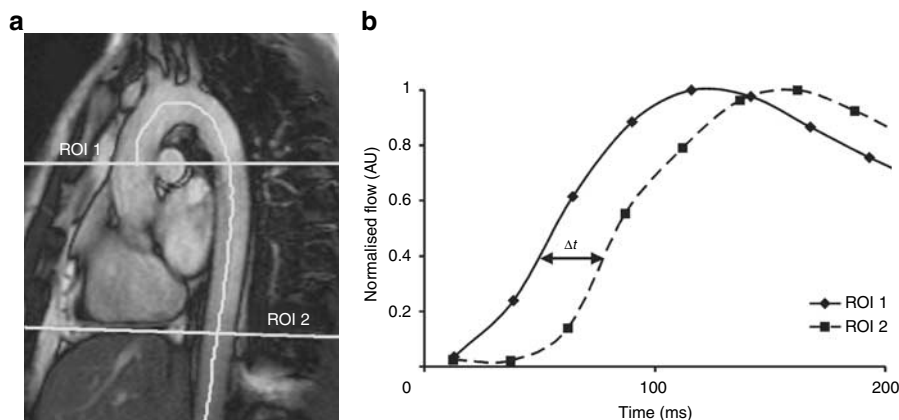 a
ROI 1
ROI 2
b
Normalised flow (AU)
1
0.8
0.6
0.4
0.2
0
Δt
ROI 1
ROI 2
0
100
200
Time (ms)